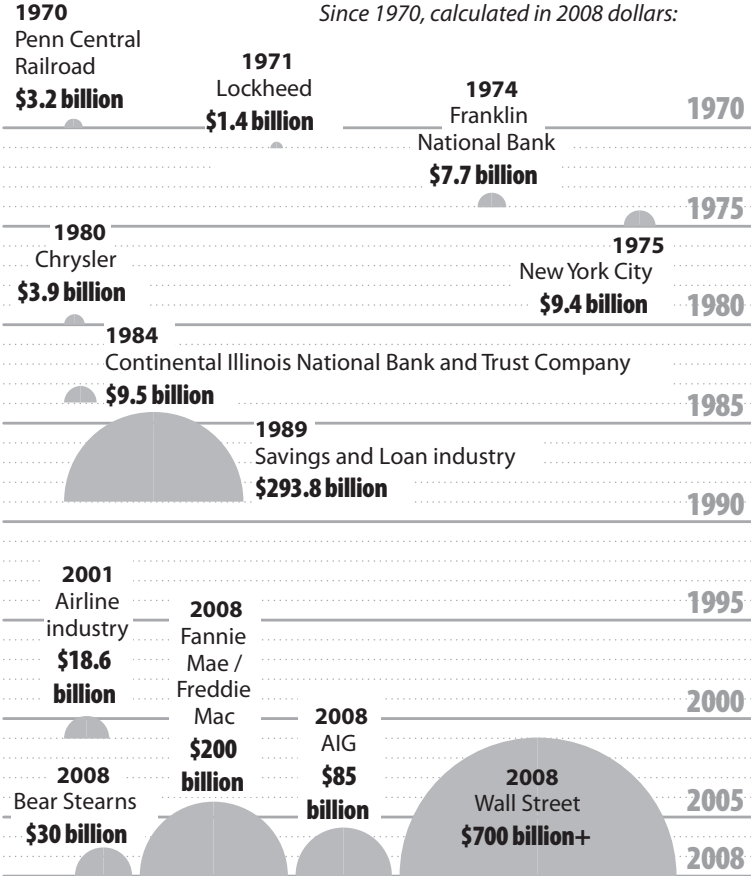 Since 1970, calculated in 2008 dollars:
1970
Penn Central
Railroad
$3.2 billion
1971
Lockheed
$1.4 billion
1974
Franklin
National Bank
$7.7 billion
1970
1975
1975
New York City
$9.4 billion
1980
Chrysler
$3.9 billion
1980
1984
Continental Illinois National Bank and Trust Company
$9.5 billion
1985
1989
Savings and Loan industry
$293.8 billion
1990
1995
2001
Airline
industry
$18.6
billion
2000
2008
Bear Stearns
$30 billion
2008
Fannie
Mae /
Freddie
Mac
$200
billion
2008
AIG
$85
billion
2008
Wall Street
$700 billion+
2005
2008